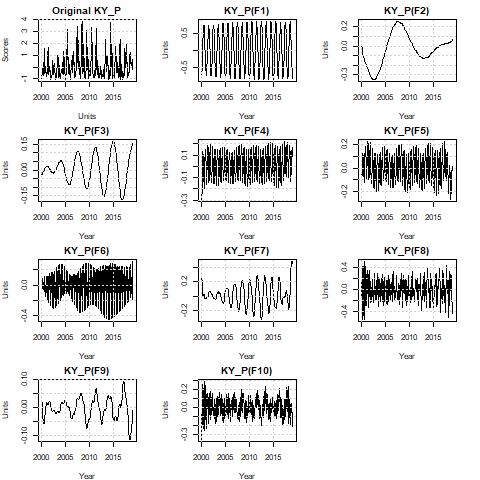 Original KY_P KY_P(F1) KY_P(F2)
Scores -1 1 2 3 4
Units -0.5 0.5
Units -0.3 0.0 0.2
2000 2005 2010 2015 2000 2005 2010 2015 2000 2005 2010 2015
Units Year Year
KY_P(F3) KY_P(F4) KY_P(F5)
Units -0.15 0.00 0.15
Units -0.3 -0.1 0.1
Units -0.2 0.0 0.2
2000 2005 2010 2015 2000 2005 2010 2015 2000 2005 2010 2015
Year Year Year
KY_P(F6) KY_P(F7) KY_P(F8)
Units -0.4 0.0
Units -0.2 0.2
Units -0.4 0.0 0.4
2000 2005 2010 2015 2000 2005 2010 2015 2000 2005 2010 2015
Year Year Year
KY_P(F9) KY_P(F10)
Units -0.10 0.00 0.10
Units -0.3 0.0 0.2
2000 2005 2010 2015 2000 2005 2010 2015
Year Year